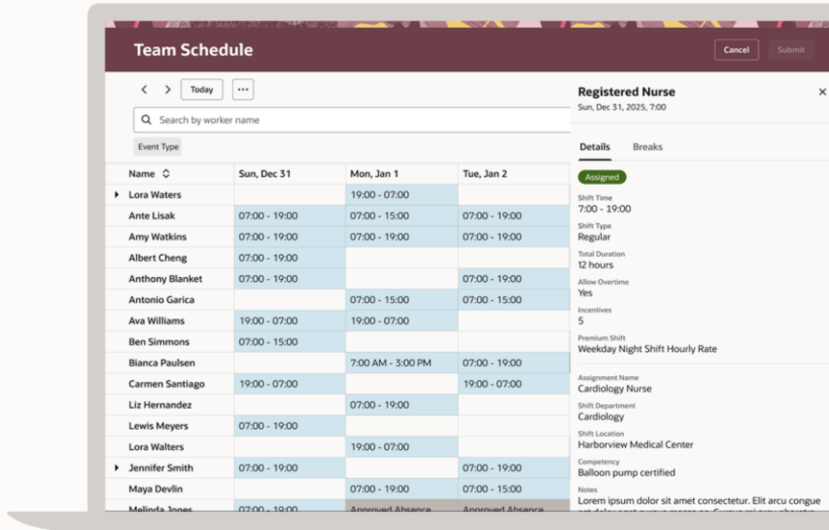 Team Schedule
Cancel
Submit
Today
Search by worker name
Event Type
Name Sun, Dec 31 Mon, Jan 1 Tue, Jan 2
Lora Waters 19:00 - 07:00
Ante Lisak 07:00 - 19:00 07:00 - 15:00 07:00 - 19:00
Amy Watkins 07:00 - 19:00 07:00 - 19:00 07:00 - 19:00
Albert Cheng 07:00 - 19:00
Anthony Blanket 07:00 - 19:00 07:00 - 19:00
Antonio Garica 07:00 - 15:00 07:00 - 15:00
Ava Williams 19:00 - 07:00 19:00 - 07:00
Ben Simmons 07:00 - 15:00
Bianca Paulsen 7:00 AM - 3:00 PM 07:00 - 19:00
Carmen Santiago 19:00 - 07:00 19:00 - 07:00
Liz Hernandez 07:00 - 19:00
Lewis Meyers 07:00 - 19:00
Lora Walters 19:00 - 07:00
Jennifer Smith 07:00 - 19:00 07:00 - 19:00
Maya Devlin 07:00 - 19:00 07:00 - 15:00
Melinda Jones 07:00 - 19:00 Approved Absence Approved Absence
Registered Nurse
Sun, Dec 31, 2025, 7:00
Details Breaks
Assigned
Shift Time
7:00 - 19:00
Shift Type
Regular
Total Duration
12 hours
Allow Overtime
Yes
Incentives
5
Premium Shift
Weekday Night Shift Hourly Rate
Assignment Name
Cardiology Nurse
Shift Department
Cardiology
Shift Location
Harborview Medical Center
Competency
Balloon pump certified
Notes
Lorem ipsum dolor sit amet consectetur. Elit arcu congue